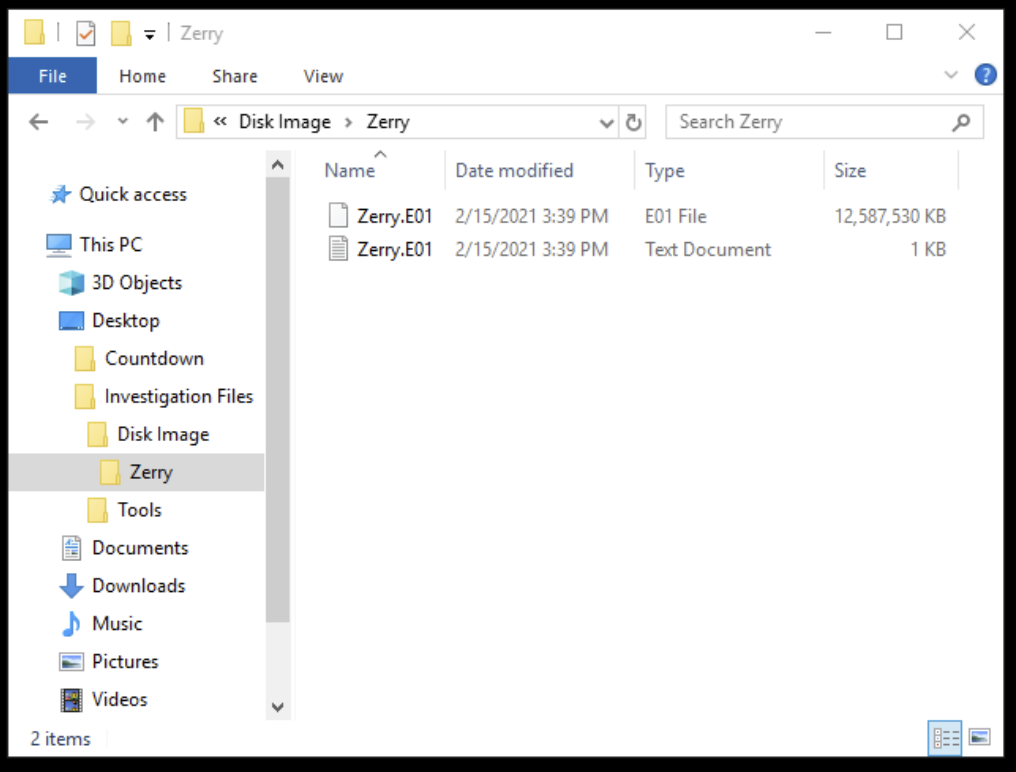 Zerry
File Home Share View ?
« Disk Image › Zerry Search Zerry
Name Date modified Type Size
Quick access
Zerry.E01 2/15/2021 3:39 PM E01 File 12,587,530 KB
This PC
Zerry.E01 2/15/2021 3:39 PM Text Document 1 KB
3D Objects
Desktop
Countdown
Investigation Files
Disk Image
Zerry
Tools
Documents
Downloads
Music
Pictures
Videos
2 items